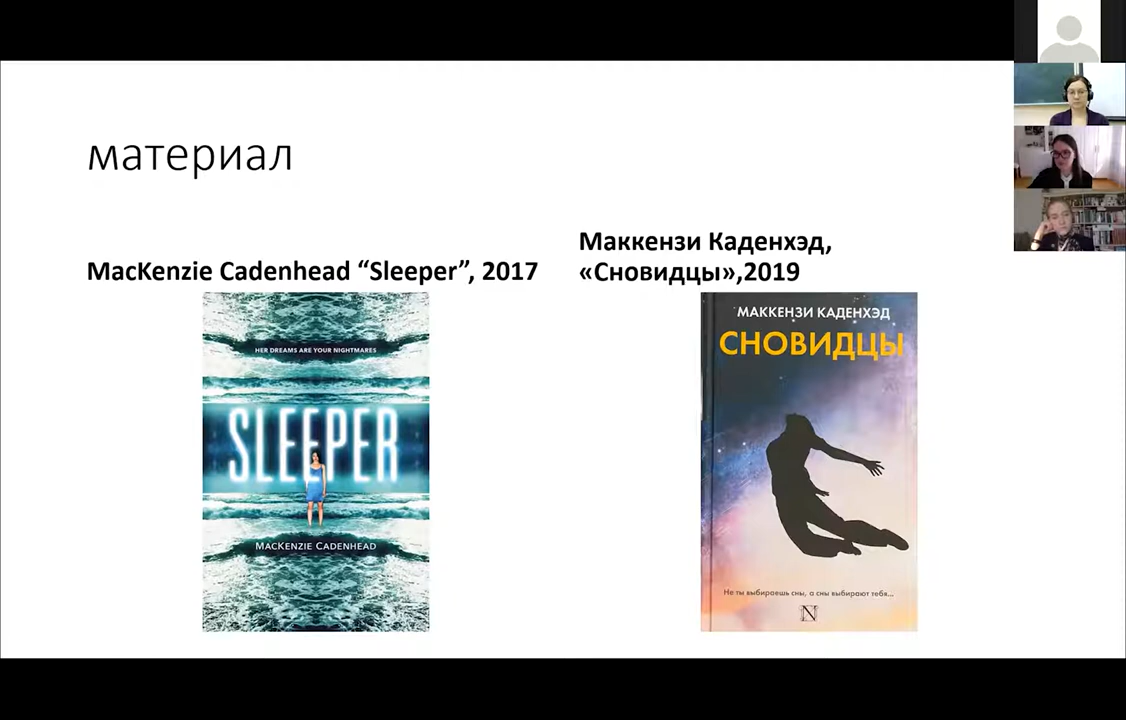 материал
MacKenzie Cadenhead “Sleeper”, 2017
Маккензи Каденхэд,
«Сновидцы»,2019
HER DREAMS ARE YOUR NIGHTMARES
SLEEPER
MACKENZIE CADENHEAD
МАККЕНЗИ КАДЕНХЭД
СНОВИДЦЫ
Не ты выбираешь сны, а сны выбирают тебя...
N